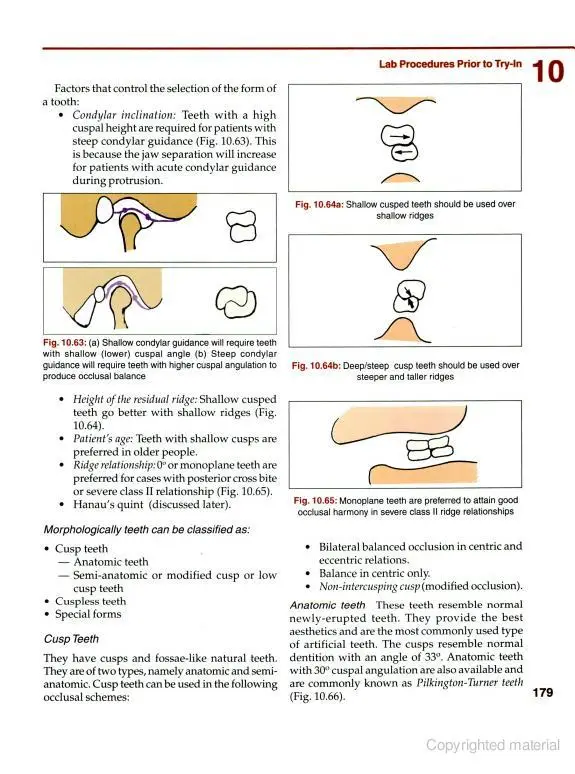 Lab Procedures Prior to Try-In 10
Factors that control the selection of the form of
a tooth:
• Condylar inclination: Teeth with a high
cuspal height are required for patients with
steep condylar guidance (Fig. 10.63). This
is because the jaw separation will increase
for patients with acute condylar guidance
during protrusion.
Fig. 10.63: (a) Shallow condylar guidance will require teeth
with shallow (lower) cuspal angle (b) Steep condylar
guidance will require teeth with higher cuspal angulation to
produce occlusal balance
• Height of the residual ridge: Shallow cusped
teeth go better with shallow ridges (Fig.
10.64).
• Patient's age: Teeth with shallow cusps are
preferred in older people.
• Ridge relationship: 0º or monoplane teeth are
preferred for cases with posterior cross bite
or severe class II relationship (Fig. 10.65).
• Hanau's quint (discussed later).
Morphologically teeth can be classified as:
• Cusp teeth
— Anatomic teeth
— Semi-anatomic or modified cusp or low
cusp teeth
• Cuspless teeth
• Special forms
Cusp Teeth
They have cusps and fossae-like natural teeth.
They are of two types, namely anatomic and semi-
anatomic. Cusp teeth can be used in the following
occlusal schemes:
Fig. 10.64a: Shallow cusped teeth should be used over
shallow ridges
Fig. 10.64b: Deep/steep cusp teeth should be used over
steeper and taller ridges
Fig. 10.65: Monoplane teeth are preferred to attain good
occlusal harmony in severe class II ridge relationships
• Bilateral balanced occlusion in centric and
eccentric relations.
• Balance in centric only.
• Non-intercusping cusp (modified occlusion).
Anatomic teeth These teeth resemble normal
newly-erupted teeth. They provide the best
aesthetics and are the most commonly used type
of artificial teeth. The cusps resemble normal
dentition with an angle of 33º. Anatomic teeth
with 30º cuspal angulation are also available and
are commonly known as Pilkington-Turner teeth
(Fig. 10.66).
179
Copyrighted material